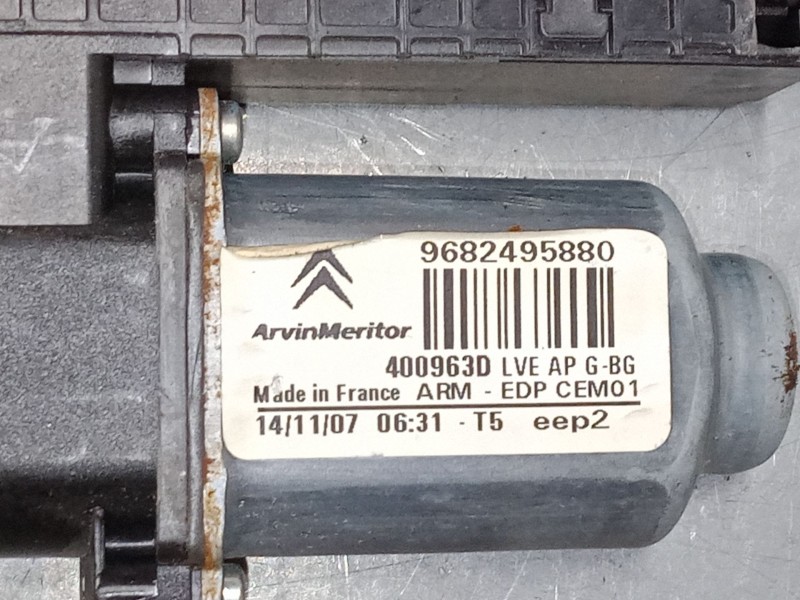 9682495880
ArvinMeritor
400963D LVE AP G-BG
Made in France ARM - EDP CEM01
14/11/07 06:31 - T5 eep2